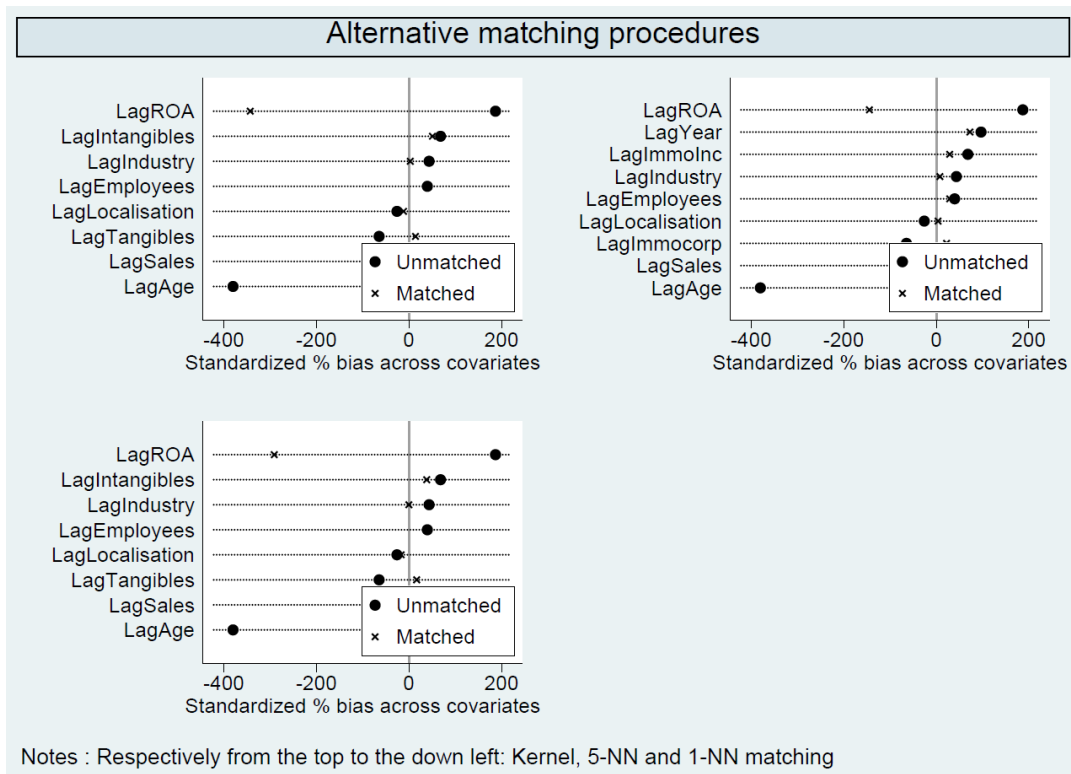 Alternative matching procedures
LagROA
LagIntangibles
LagIndustry
LagEmployees
LagLocalisation
LagTangibles
LagSales
LagAge
Unmatched
Matched
-400 -200 0 200
Standardized % bias across covariates
LagROA
LagYear
LagImmoInc
LagIndustry
LagEmployees
LagLocalisation
LagImmocorp
LagSales
LagAge
Unmatched
Matched
-400 -200 0 200
Standardized % bias across covariates
LagROA
LagIntangibles
LagIndustry
LagEmployees
LagLocalisation
LagTangibles
LagSales
LagAge
Unmatched
Matched
-400 -200 0 200
Standardized % bias across covariates
Notes : Respectively from the top to the down left: Kernel, 5-NN and 1-NN matching